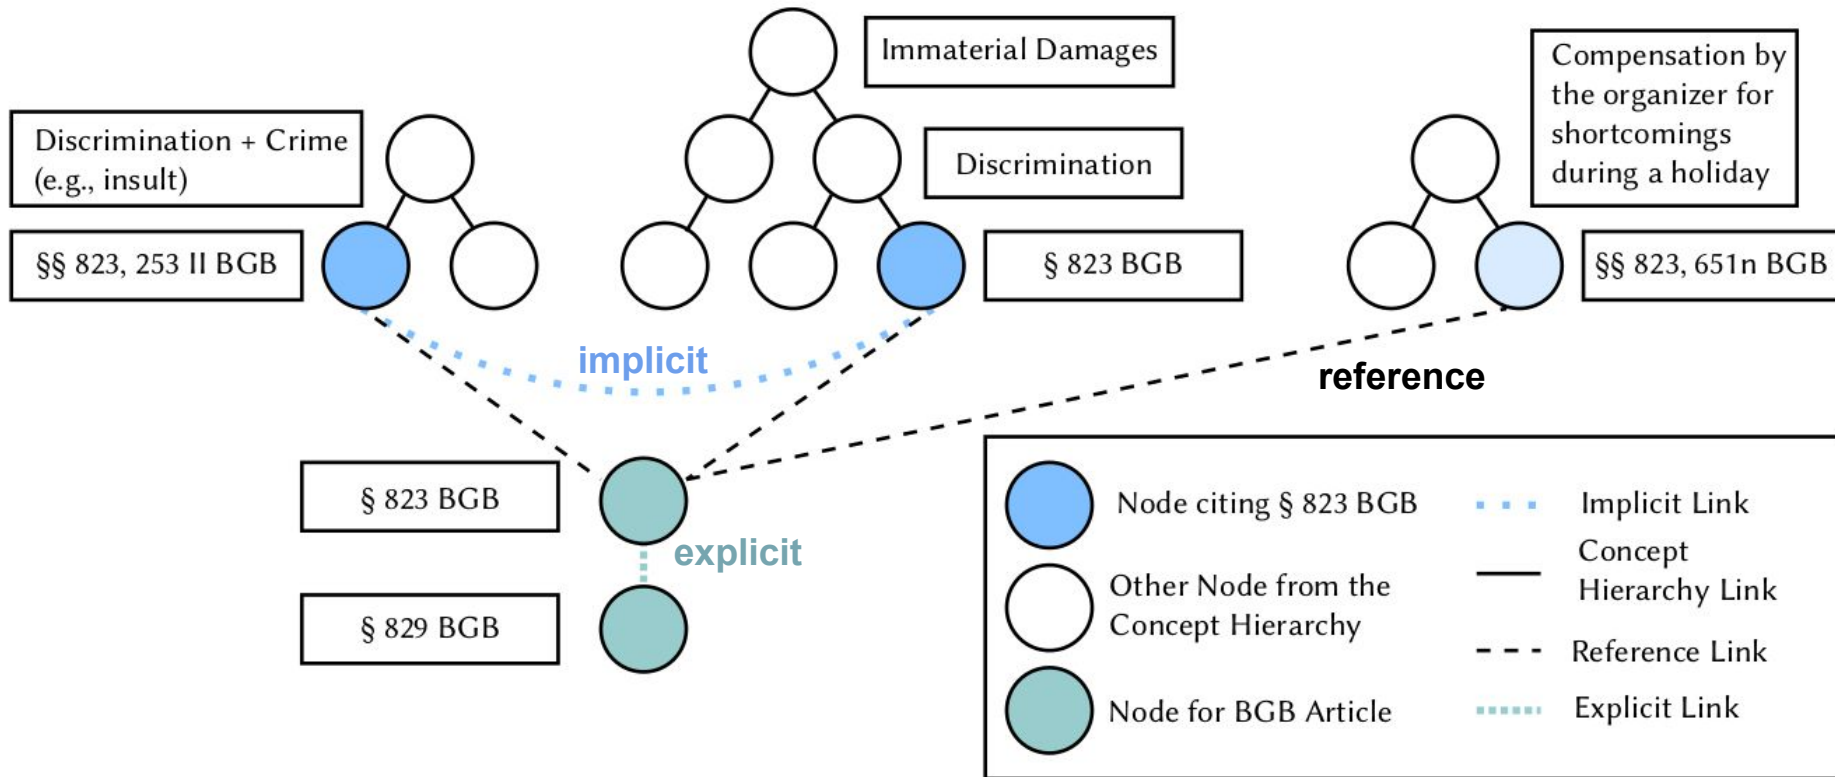 Immaterial Damages
Compensation by
the organizer for
shortcomings
during a holiday
Discrimination + Crime
(e.g., insult)
Discrimination
§§ 823, 253 II BGB
§ 823 BGB
§§ 823, 651n BGB
implicit
reference
§ 823 BGB
explicit
§ 829 BGB
Node citing § 823 BGB
Other Node from the
Concept Hierarchy
Node for BGB Article
Implicit Link
Concept
Hierarchy Link
Reference Link
Explicit Link